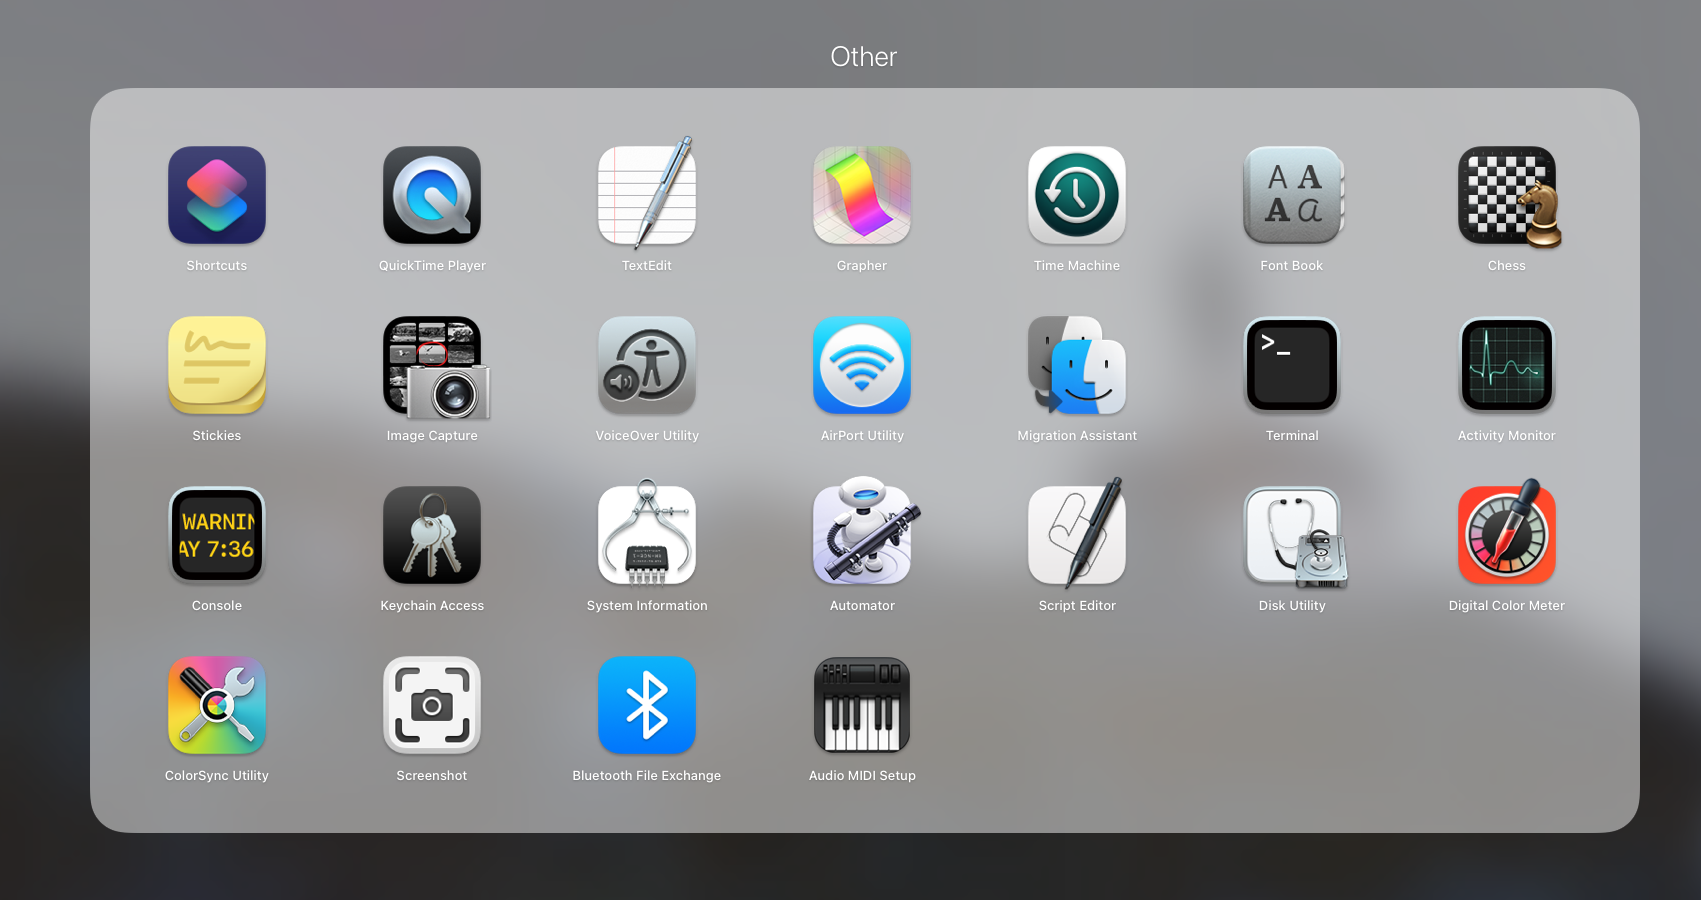 Other
Shortcuts
QuickTime Player
TextEdit
Grapher
Time Machine
Font Book
Chess
A A
A a
>_
Stickies
Image Capture
VoiceOver Utility
AirPort Utility
Migration Assistant
Terminal
Activity Monitor
WARNIN
AY 7:36
Console
Keychain Access
System Information
Automator
Script Editor
Disk Utility
Digital Color Meter
ColorSync Utility
Screenshot
Bluetooth File Exchange
Audio MIDI Setup